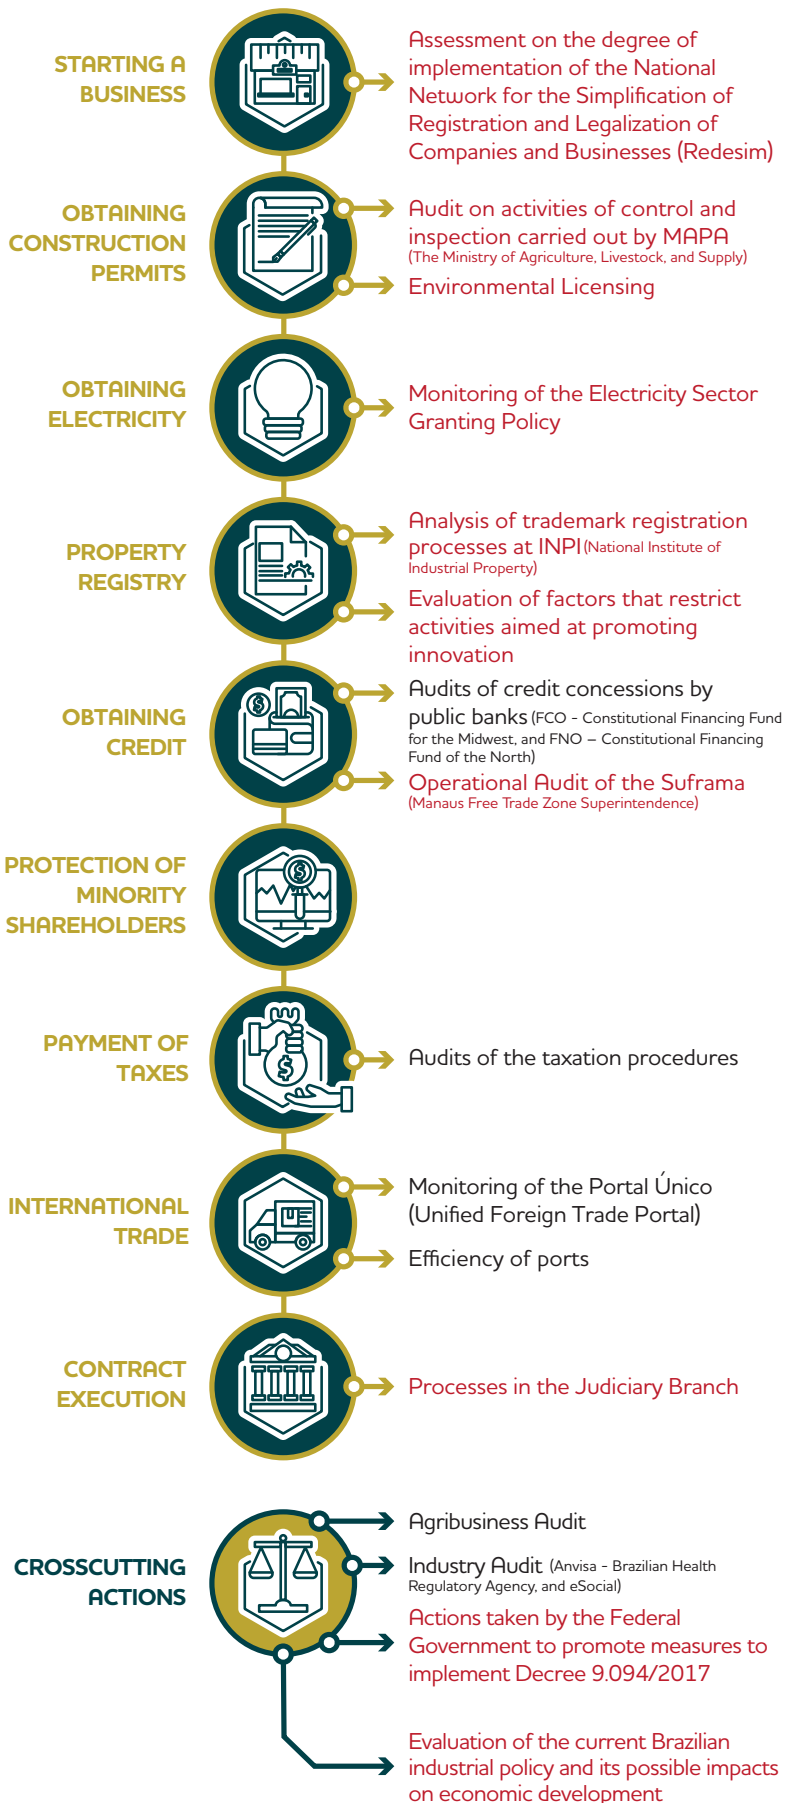 STARTING A
BUSINESS
Assessment on the degree of
implementation of the National
Network for the Simplification of
Registration and Legalization of
Companies and Businesses (Redesim)
OBTAINING
CONSTRUCTION
PERMITS
Audit on activities of control and
inspection carried out by MAPA
(The Ministry of Agriculture, Livestock, and Supply)
Environmental Licensing
OBTAINING
ELECTRICITY
Monitoring of the Electricity Sector
Granting Policy
PROPERTY
REGISTRY
Analysis of trademark registration
processes at INPI (National Institute of
Industrial Property)
Evaluation of factors that restrict
activities aimed at promoting
innovation
OBTAINING
CREDIT
Audits of credit concessions by
public banks (FCO - Constitutional Financing Fund
for the Midwest, and FNO – Constitutional Financing
Fund of the North)
Operational Audit of the Suframa
(Manaus Free Trade Zone Superintendence)
PROTECTION OF
MINORITY
SHAREHOLDERS
PAYMENT OF
TAXES
Audits of the taxation procedures
INTERNATIONAL
TRADE
Monitoring of the Portal Único
(Unified Foreign Trade Portal)
Efficiency of ports
CONTRACT
EXECUTION
Processes in the Judiciary Branch
CROSSCUTTING
ACTIONS
Agribusiness Audit
Industry Audit (Anvisa - Brazilian Health
Regulatory Agency, and eSocial)
Actions taken by the Federal
Government to promote measures to
implement Decree 9.094/2017
Evaluation of the current Brazilian
industrial policy and its possible impacts
on economic development